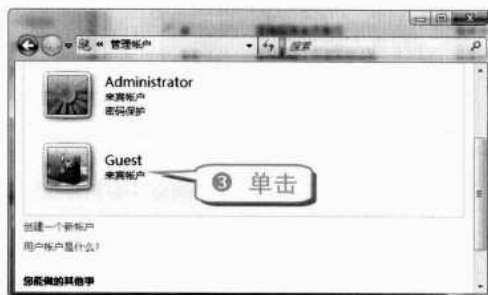 « 管理帐户
搜索
Administrator
来宾帐户
密码保护
Guest
来宾帐户
❸ 单击
创建一个新帐户
用户帐户是什么?
您能做的其他事